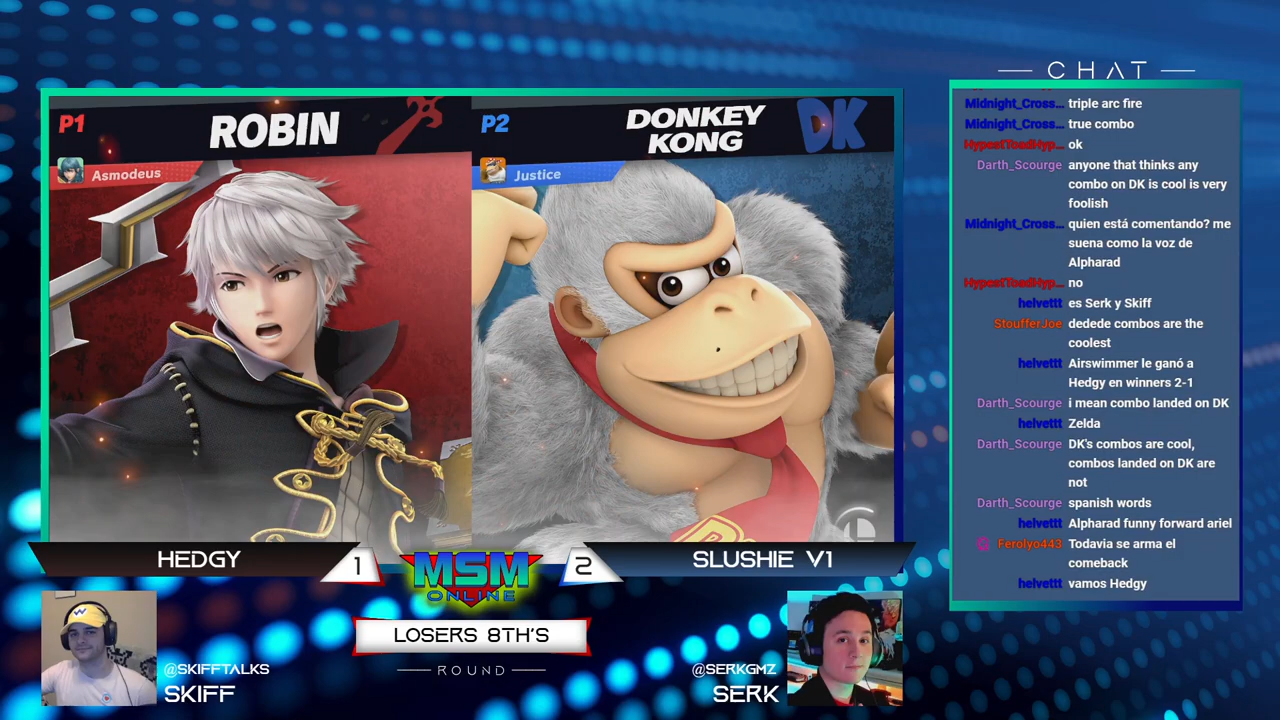 CHAT
P1
ROBIN
Asmodeus
P2
DONKEY
KONG
DK
Justice
Midnight_Cross... triple arc fire
Midnight_Cross... true combo
HypestToadHyp... ok
Darth_Scourge anyone that thinks any
combo on DK is cool is very
foolish
Midnight_Cross... quien está comentando? me
suena como la voz de
Alpharad
HypestToadHyp... no
helvettt es Serk y Skiff
StoufferJoe dedede combos are the
coolest
helvettt Airswimmer le ganó a
Hedgy en winners 2-1
Darth_Scourge i mean combo landed on DK
helvettt Zelda
Darth_Scourge DK's combos are cool,
combos landed on DK are
not
Darth_Scourge spanish words
helvettt Alpharad funny forward ariel
Ferolyo443 Todavia se arma el
comeback
helvettt vamos Hedgy
HEDGY
1
MSM
ONLINE
2
SLUSHIE V1
LOSERS 8TH'S
ROUND
@SKIFFTALKS
SKIFF
@SERKGMZ
SERK